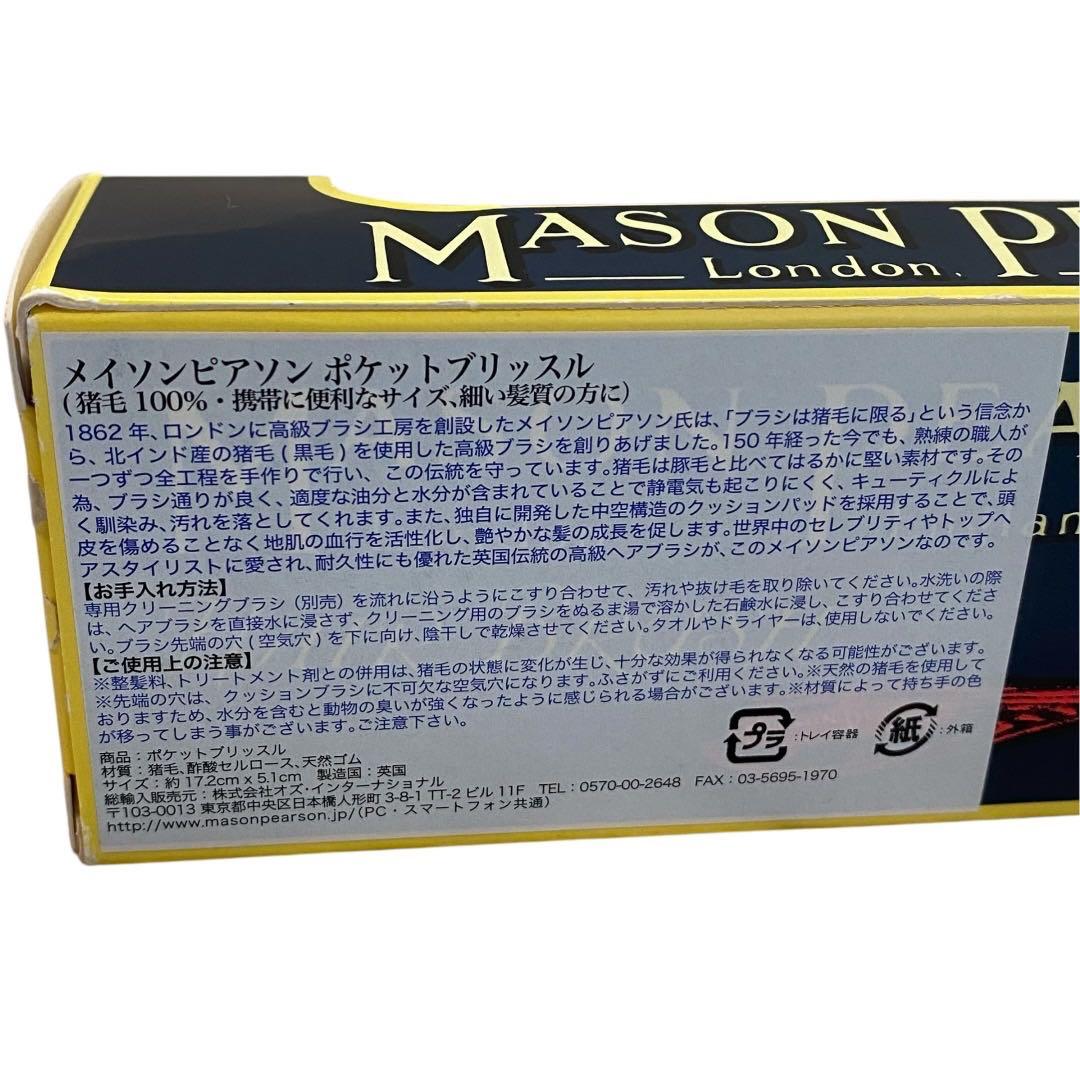 MASON PE
London.
メイソンピアソン ポケットブリッスル
(猪毛 100%・携帯に便利なサイズ、細い髪質の方に)
1862 年、ロンドンに高級ブラシ工房を創設したメイソンピアソン氏は、「ブラシは猪毛に限る」という信念か
ら、北インド産の猪毛(黒毛)を使用した高級ブラシを創りあげました。150年経った今でも、熟練の職人が
一つずつ全工程を手作りで行い、この伝統を守っています。猪毛は豚毛と比べてはるかに堅い素材です。その
為、ブラシ通りが良く、適度な油分と水分が含まれていることで静電気も起こりにくく、キューティクルによ
く馴染み、汚れを落としてくれます。また、独自に開発した中空構造のクッションパッドを採用することで、頭
皮を傷めることなく地肌の血行を活性化し、艶やかな髪の成長を促します。世界中のセレブリティやトップヘ
アスタイリストに愛され、耐久性にも優れた英国伝統の高級ヘアブラシが、このメイソンピアソンなのです。
【お手入れ方法】
専用クリーニングブラシ(別売)を流れに沿うようにこすり合わせて、汚れや抜け毛を取り除いてください。水洗いの際
は、ヘアブラシを直接水に浸さず、クリーニング用のブラシをぬるま湯で溶かした石鹸水に浸し、こすり合わせてくださ
い。ブラシ先端の穴(空気穴)を下に向け、陰干しで乾燥させてください。タオルやドライヤーは、使用しないでください。
【ご使用上の注意】
※整髪料、トリートメント剤との併用は、猪毛の状態に変化が生じ、十分な効果が得られなくなる可能性がございます。
※先端の穴は、クッションブラシに不可欠な空気穴になります。ふさがずにご利用ください。※天然の猪毛を使用して
おりますため、水分を含むと動物の臭いが強くなったように感じられる場合がございます。※材質によって持ち手の色
が移ってしまう事がございます。ご注意下さい。
商品:ポケットブリッスル
材質:猪毛、酢酸セルロース、天然ゴム
サイズ:約 17.2cm x 5.1cm 製造国:英国
総輸入販売元:株式会社オズ・インターナショナル TEL:0570-00-2648 FAX:03-5695-1970
〒103-0013 東京都中央区日本橋人形町 3-8-1 TT-2 ビル 11F
http://www.masonpearson.jp/(PC・スマートフォン共通)
プラ :トレイ容器 紙 :外箱